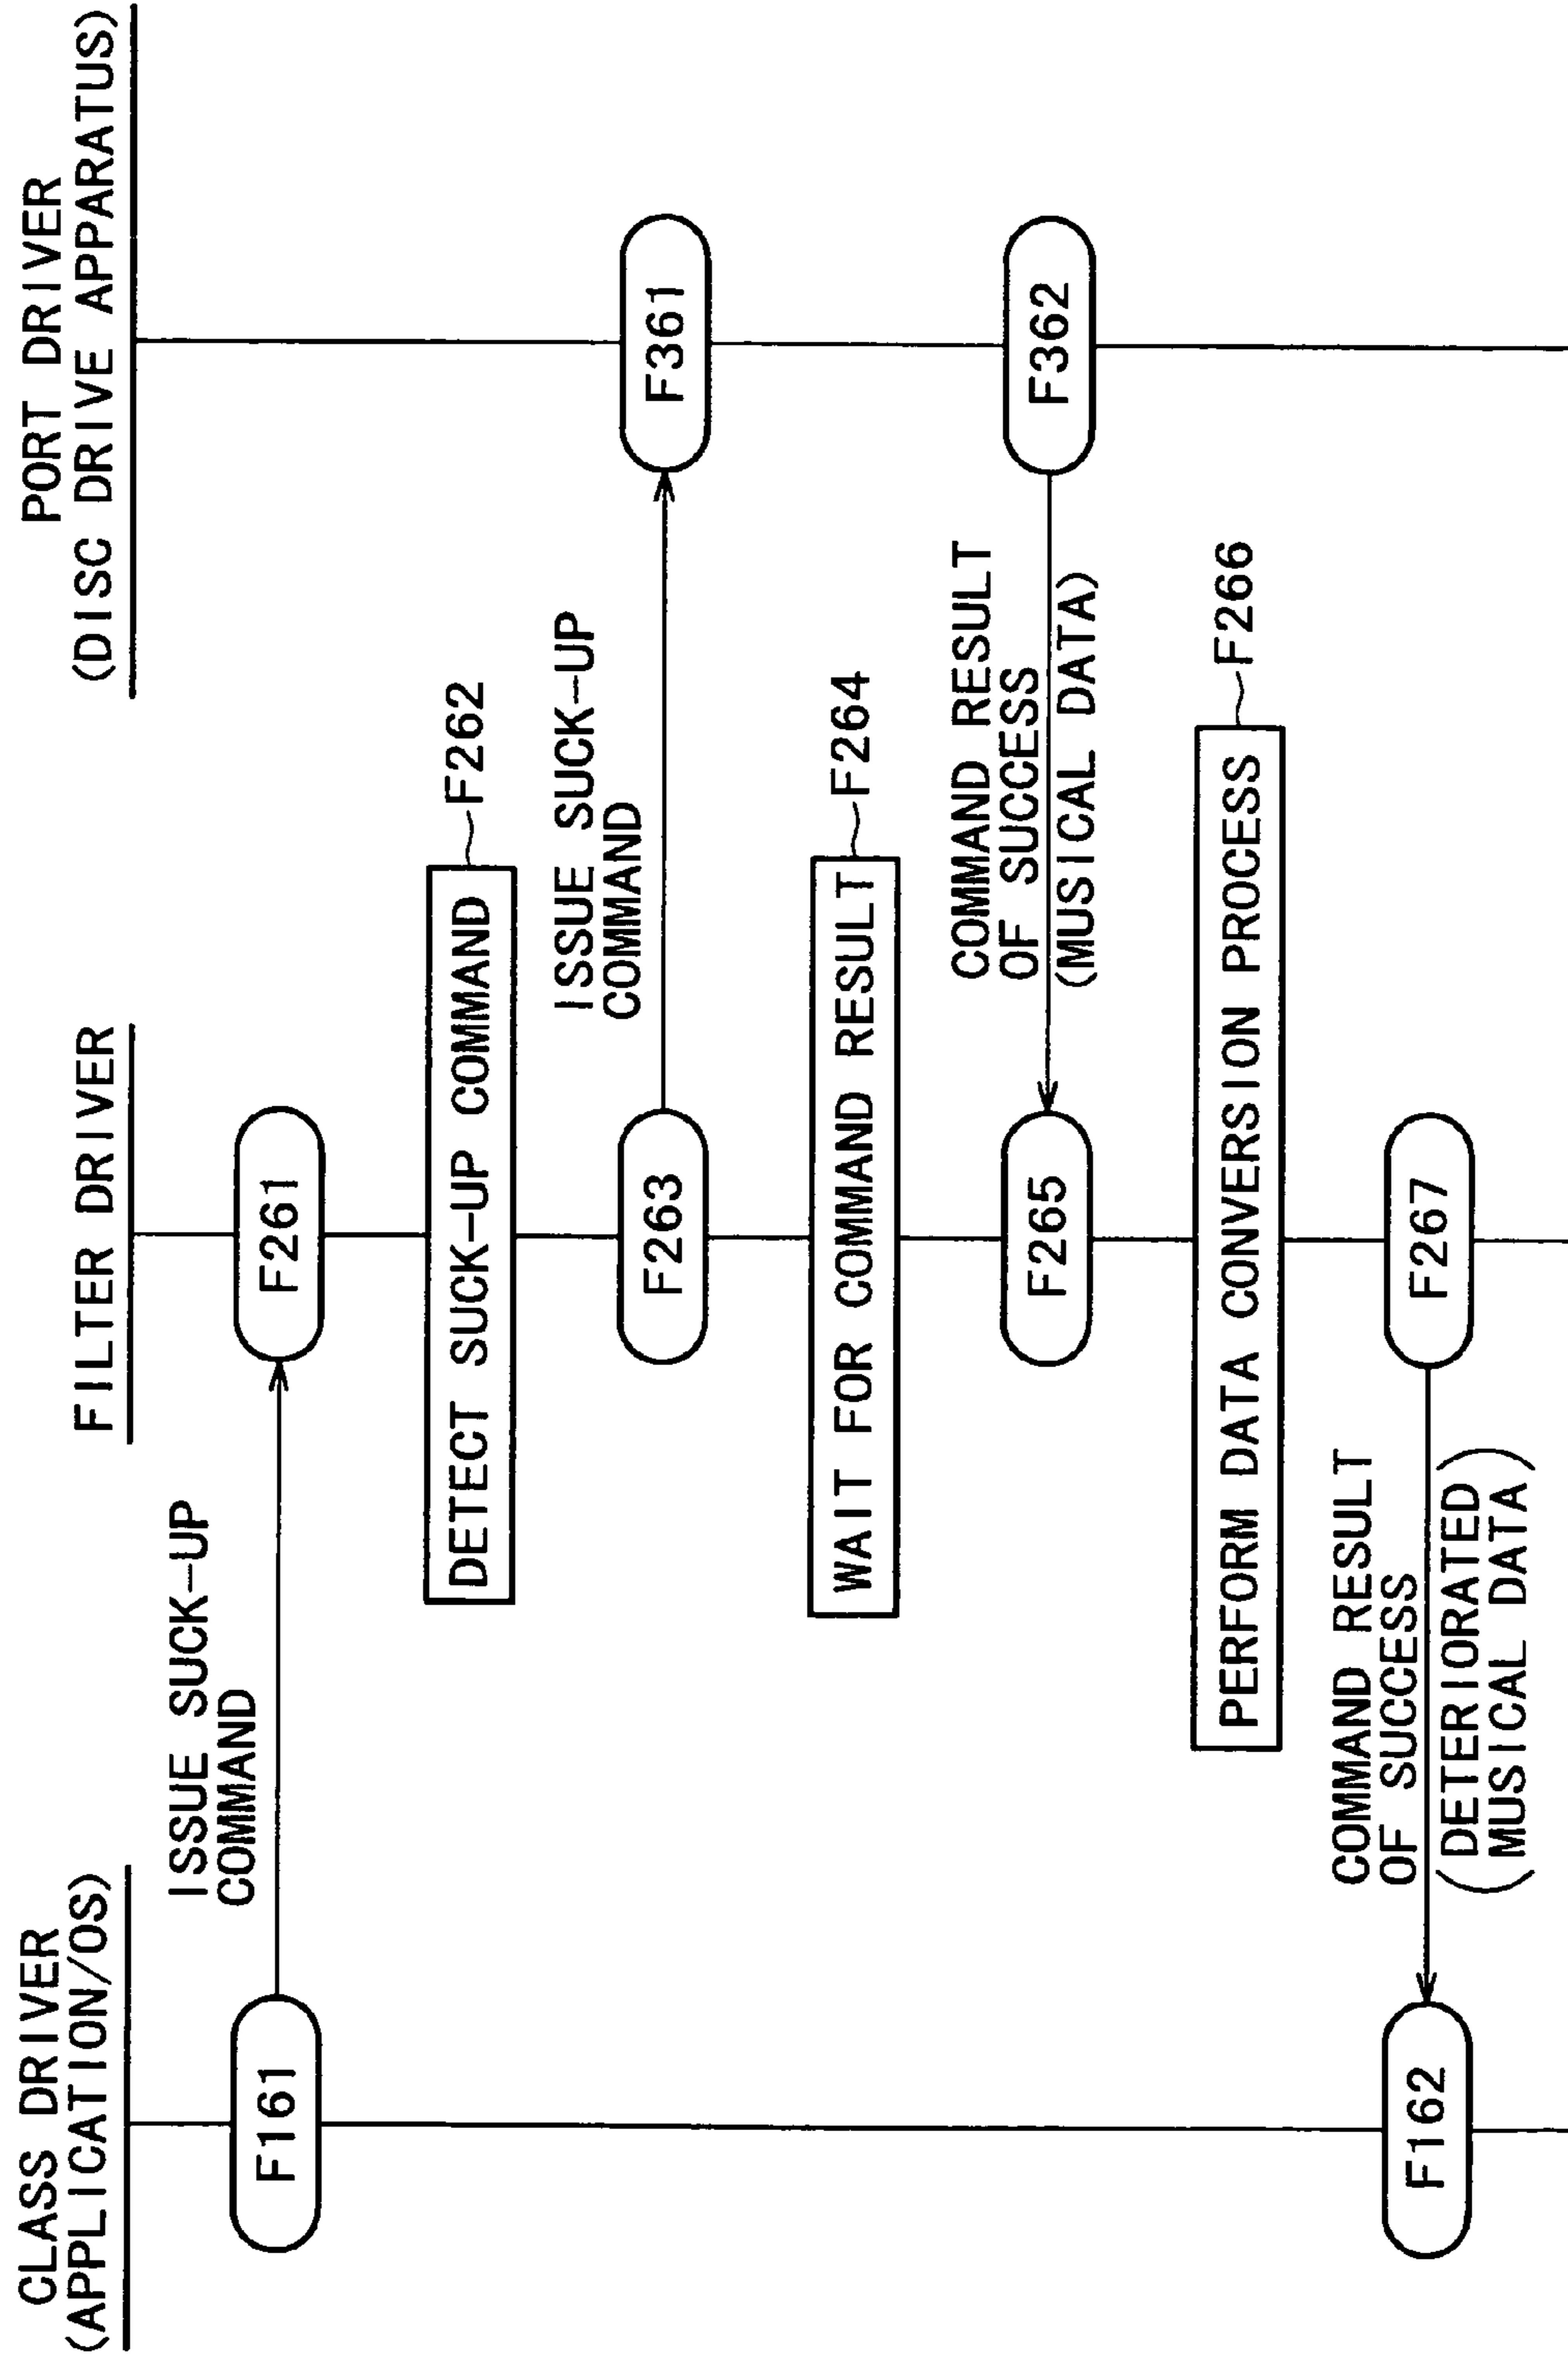 CLASS DRIVER
(APPLICATION/OS)
FILTER DRIVER
PORT DRIVER
(DISC DRIVE APPARATUS)
ISSUE SUCK-UP
COMMAND
F161
F261
DETECT SUCK-UP COMMAND
F262
ISSUE SUCK-UP
COMMAND
F263
F361
WAIT FOR COMMAND RESULT
F264
COMMAND RESULT
OF SUCCESS
(MUSICAL DATA)
F265
F362
PERFORM DATA CONVERSION PROCESS
F266
COMMAND RESULT
OF SUCCESS
(DETERIORATED
MUSICAL DATA)
F162
F267